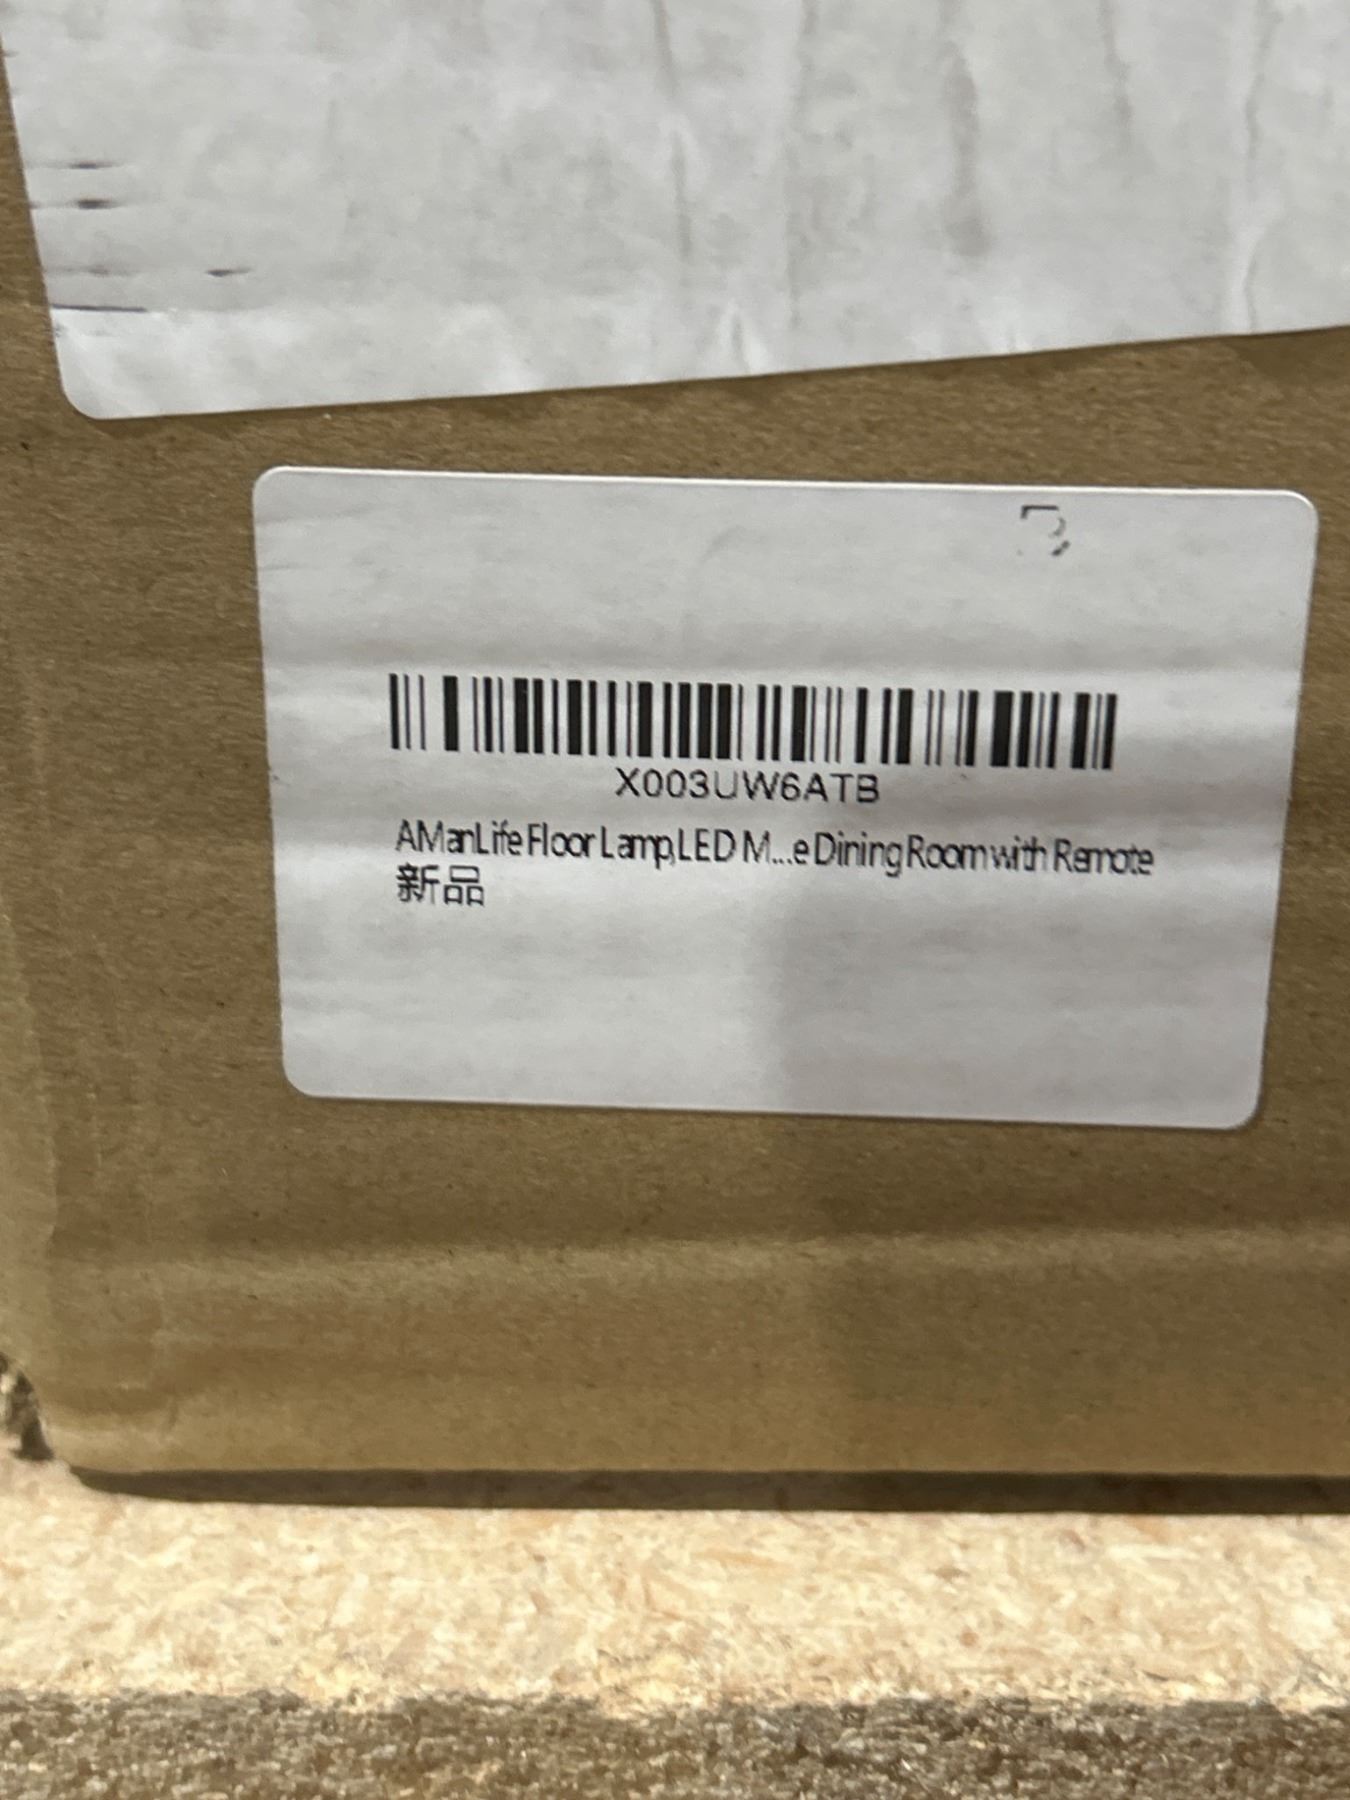 X003UW6ATB
AManLife Floor Lamp,LED M...e Dining Room with Remote
新品